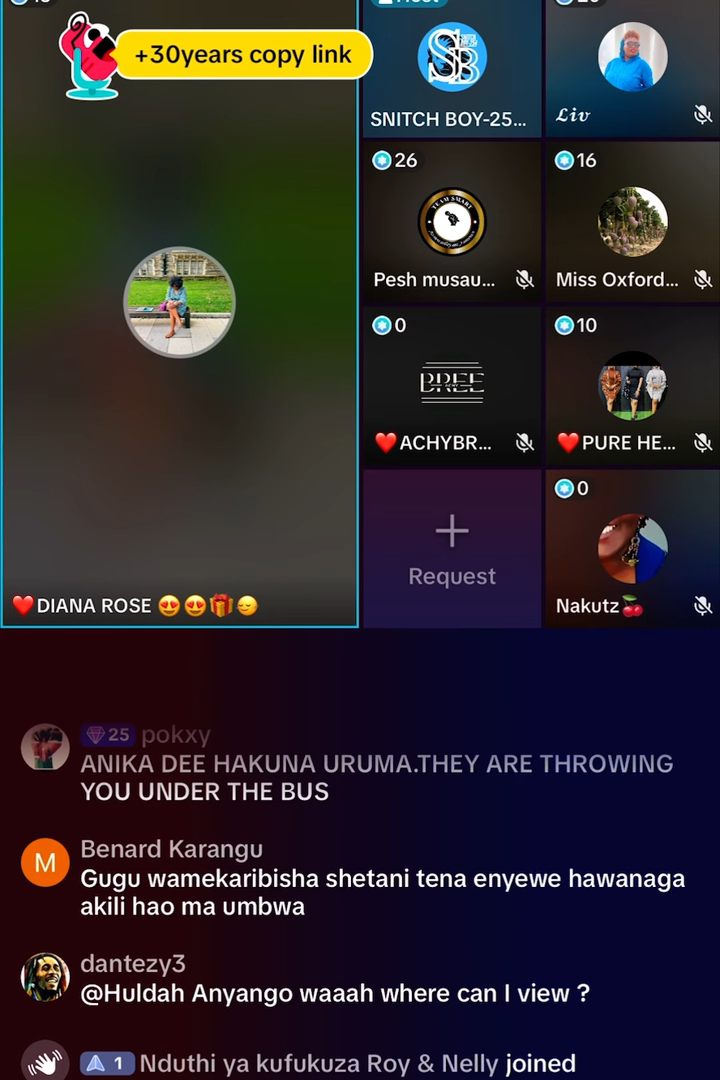 +30years copy link
SNITCH BOY-25...
𝓛𝓲𝓿
26
16
TEAM SMART
Pesh musau...
Miss Oxford...
0
10
BREE
❤️ACHYBR...
❤️PURE HE...
0
Request
❤️DIANA ROSE 😍😍🎁😔
Nakutz🍒
25 pokxy
ANIKA DEE HAKUNA URUMA.THEY ARE THROWING
YOU UNDER THE BUS
M
Benard Karangu
Gugu wamekaribisha shetani tena enyewe hawanaga
akili hao ma umbwa
dantezy3
@Huldah Anyango waaah where can I view ?
1 Nduthi ya kufukuza Roy & Nelly joined